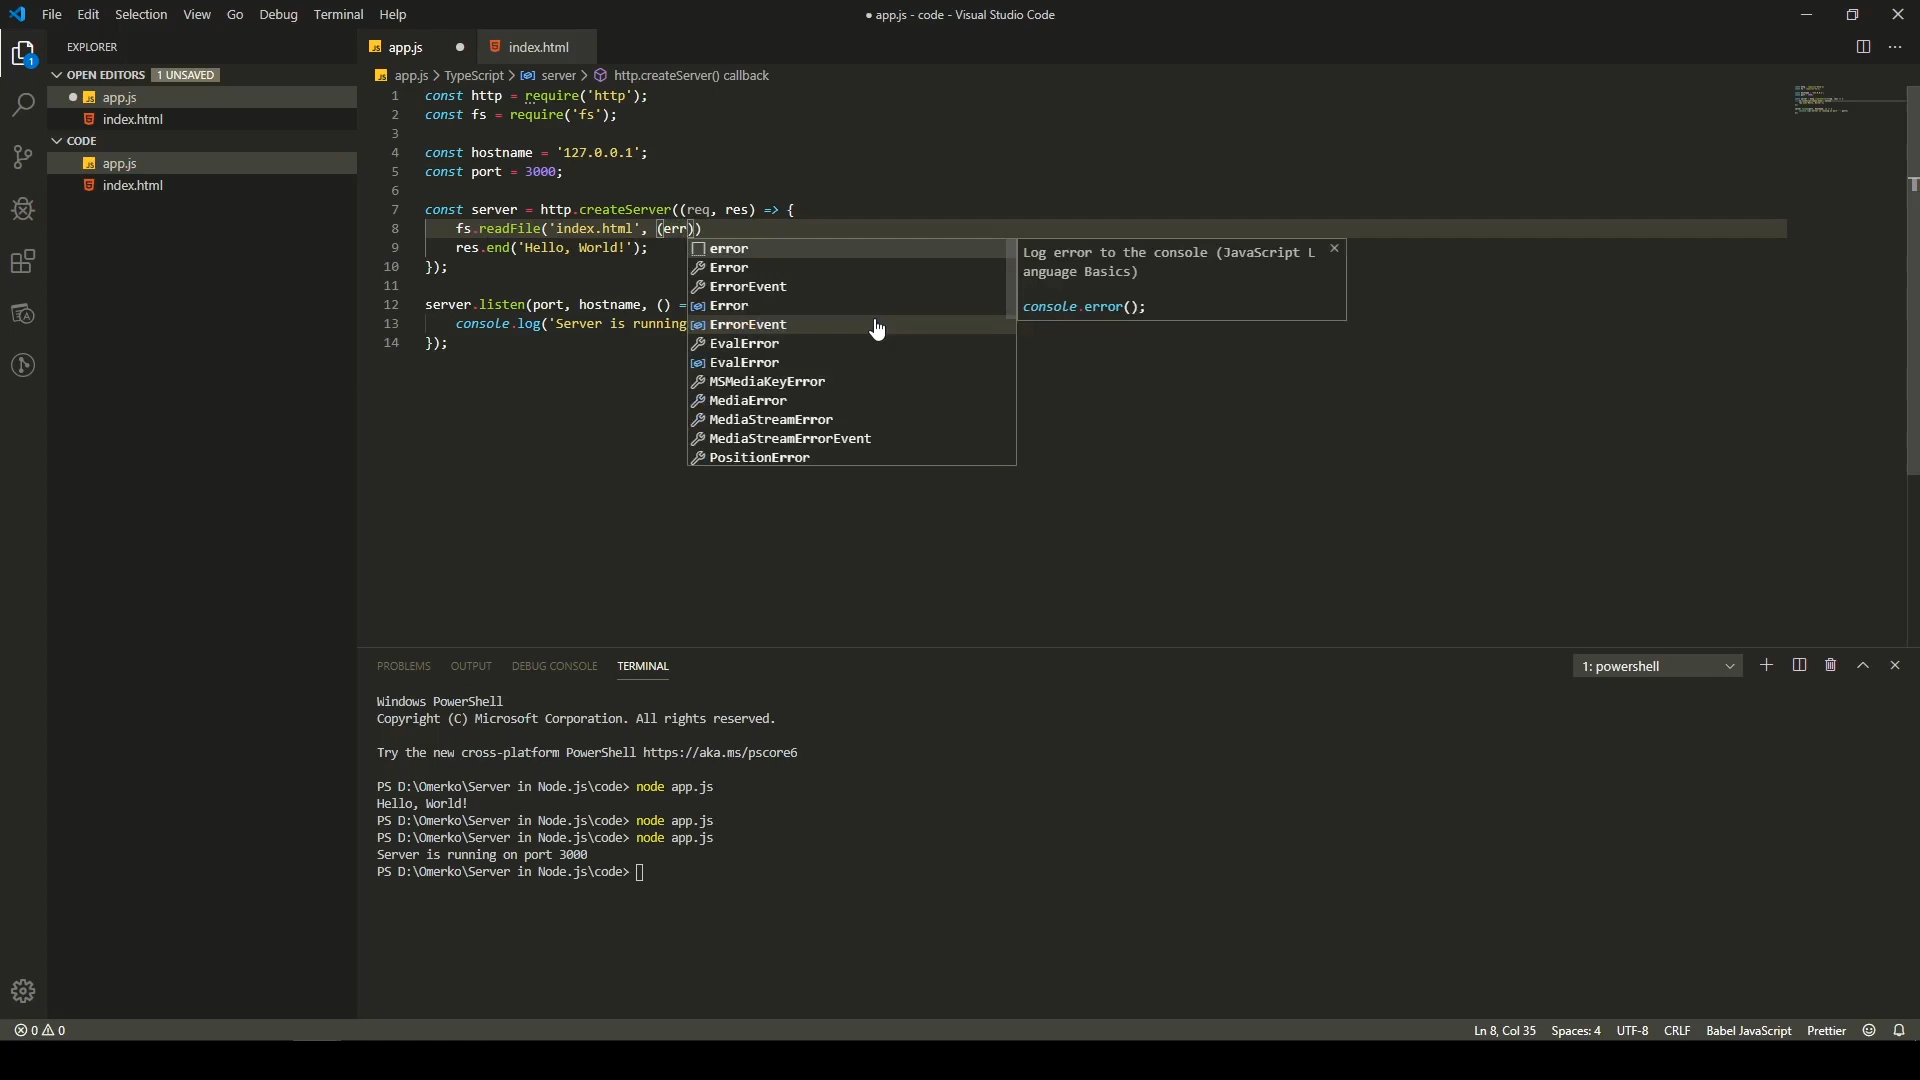 File Edit Selection View Go Debug Terminal Help
● app.js - code - Visual Studio Code
EXPLORER
1
OPEN EDITORS 1 UNSAVED
app.js
index.html
CODE
app.js
index.html
app.js ● index.html
app.js > TypeScript > server > http.createServer() callback
1 const http = require('http');
2 const fs = require('fs');
3
4 const hostname = '127.0.0.1';
5 const port = 3000;
6
7 const server = http.createServer((req, res) => {
8 fs.readFile('index.html', (err))
9 res.end('Hello, World!');
10 });
11
12 server.listen(port, hostname, () =
13 console.log('Server is running
14 });
error
Error
ErrorEvent
Error
ErrorEvent
EvalError
EvalError
MSMediaKeyError
MediaError
MediaStreamError
MediaStreamErrorEvent
PositionError
Log error to the console (JavaScript L
anguage Basics)
console.error();
PROBLEMS OUTPUT DEBUG CONSOLE TERMINAL
1: powershell
Windows PowerShell
Copyright (C) Microsoft Corporation. All rights reserved.
Try the new cross-platform PowerShell https://aka.ms/pscore6
PS D:\Omerko\Server in Node.js\code> node app.js
Hello, World!
PS D:\Omerko\Server in Node.js\code> node app.js
PS D:\Omerko\Server in Node.js\code> node app.js
Server is running on port 3000
PS D:\Omerko\Server in Node.js\code>
0 0
Ln 8, Col 35 Spaces: 4 UTF-8 CRLF Babel JavaScript Prettier